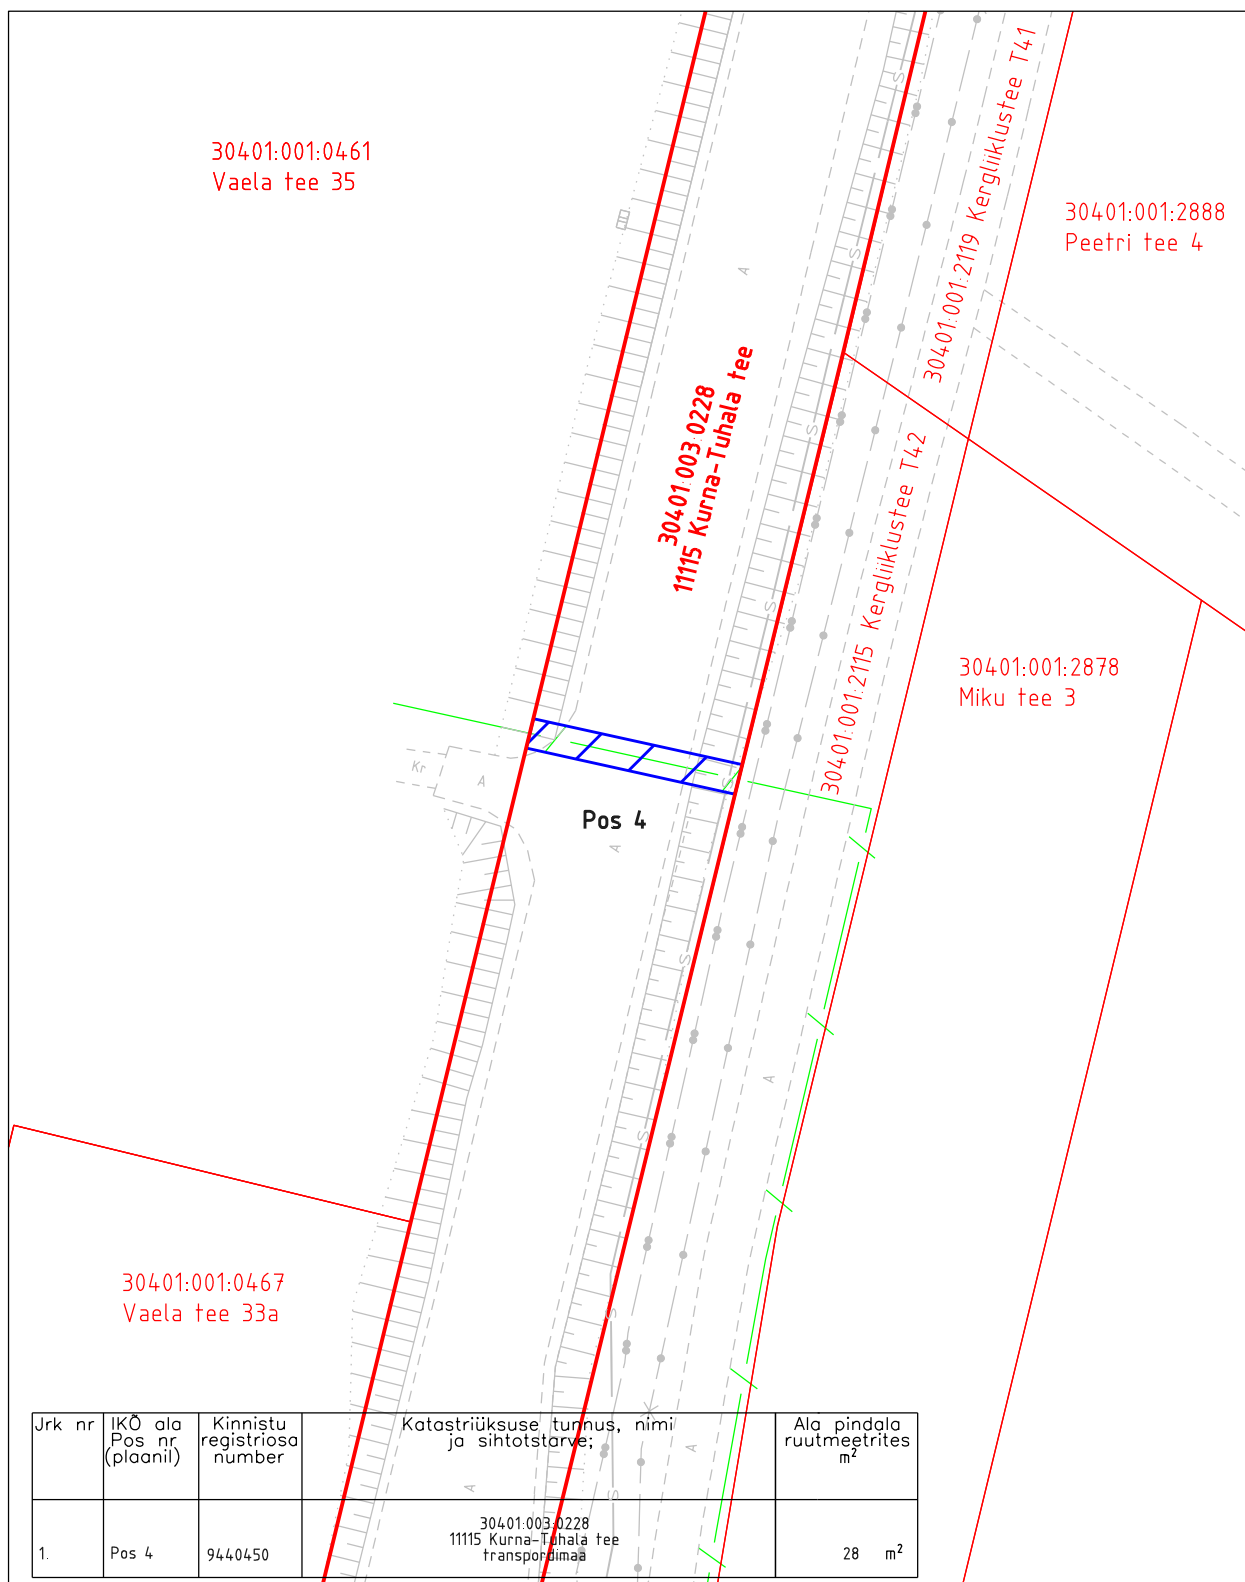 30401:001:0461
Vaela tee 35
30401:001:2119 Kergliiklustee T41
30401:001:2888
Peetri tee 4
30401:003:0228
11115 Kurna-Tuhala tee
30401:001:2115 Kergliiklustee T42
30401:001:2878
Miku tee 3
Kr
A
A
A
A
A
A
S
S
S
S
S
S
S
S
S
Pos 4
30401:001:0467
Vaela tee 33a
Jrk nr
IKÕ ala
Pos nr
(plaanil)
Kinnistu
registriosa
number
Katastriüksuse tunnus, nimi
ja sihtotstarve;
Ala pindala
ruutmeetrites
m²
1.
Pos 4
9440450
30401:003:0228
11115 Kurna-Tuhala tee
transpordimaa
28 m²